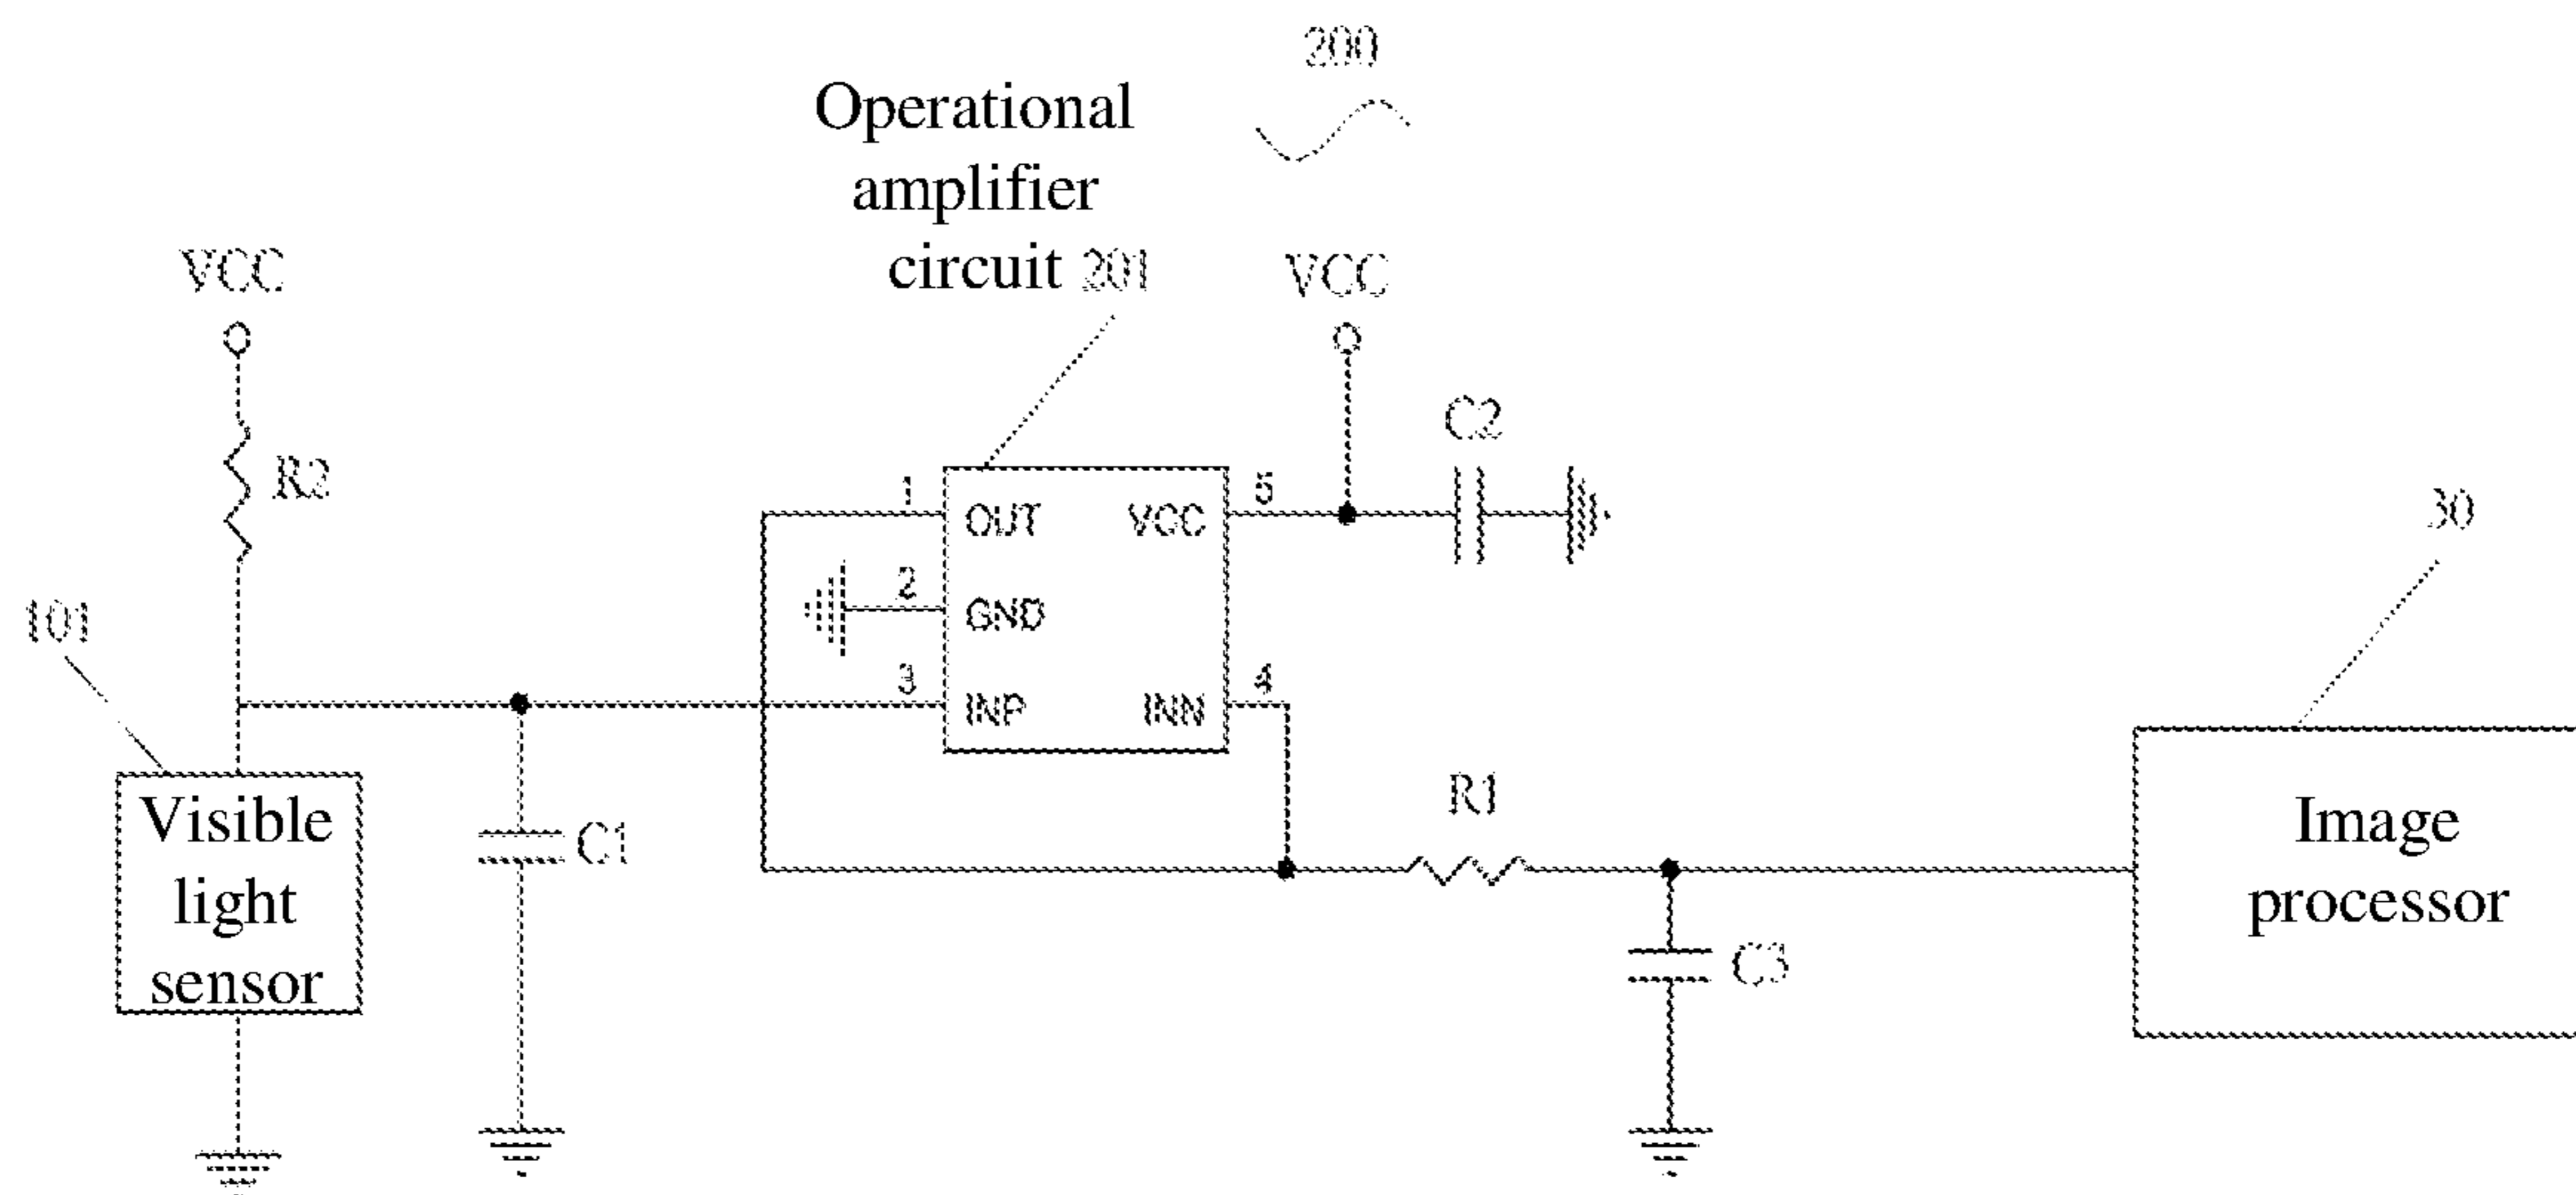 200
Operational
amplifier
circuit 201
VCC
VCC
C2
R2
1
OUT
VCC
5
30
2
GND
101
3
INP
INN
4
R1
Visible
light
sensor
C1
Image
processor
C3